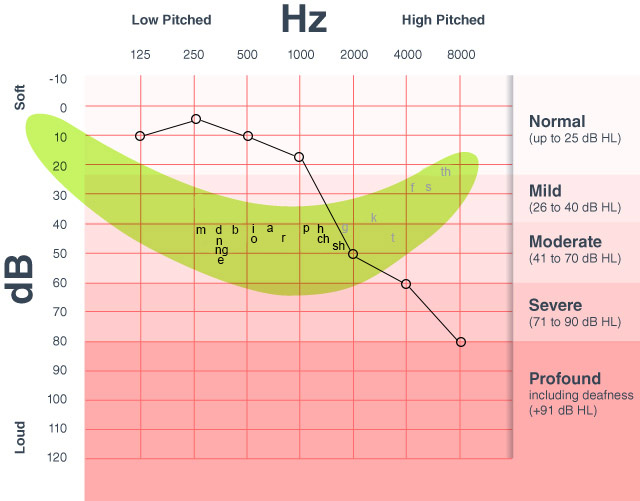 Hz
Low Pitched
High Pitched
125 250 500 1000 2000 4000 8000
Soft
dB
Loud
-10
0
10
20
30
40
50
60
70
80
90
100
110
120
th
f s
k
m d b i a p h g
n o r ch t
ng sh
e
Normal
(up to 25 dB HL)
Mild
(26 to 40 dB HL)
Moderate
(41 to 70 dB HL)
Severe
(71 to 90 dB HL)
Profound
including deafness
(+91 dB HL)